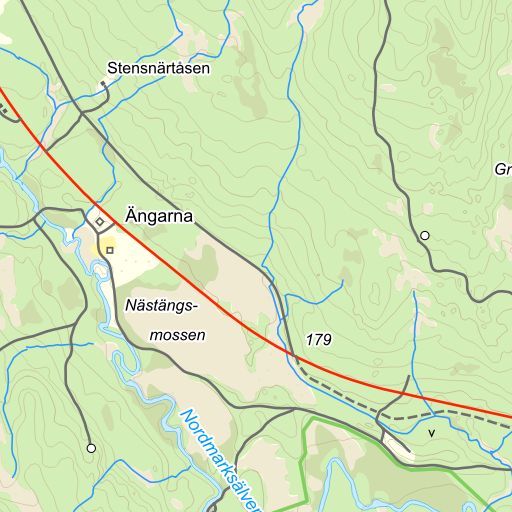 Stensnärtåsen
Gr
Ängarna
Nästängs-
mossen
179
Nordmarksälven